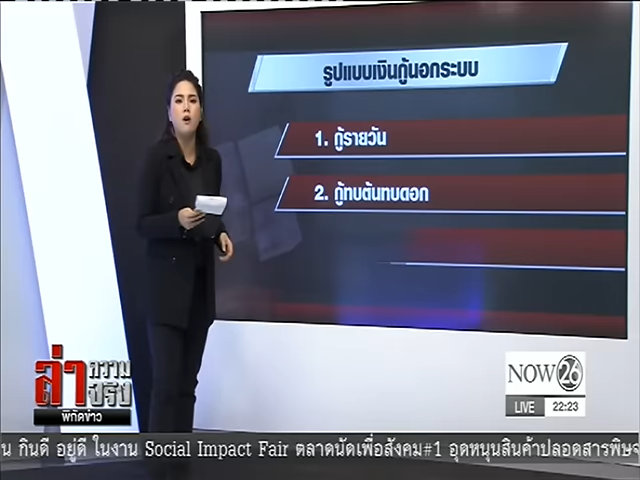 รูปแบบเงินกู้นอกระบบ
1. กู้รายวัน
2. กู้ทบต้นทบดอก
ล่า ความจริง
พิกัดข่าว
NOW26
LIVE 22:23
น กินดี อยู่ดี ในงาน Social Impact Fair ตลาดนัดเพื่อสังคม#1 อุดหนุนสินค้าปลอดสารพิษจ